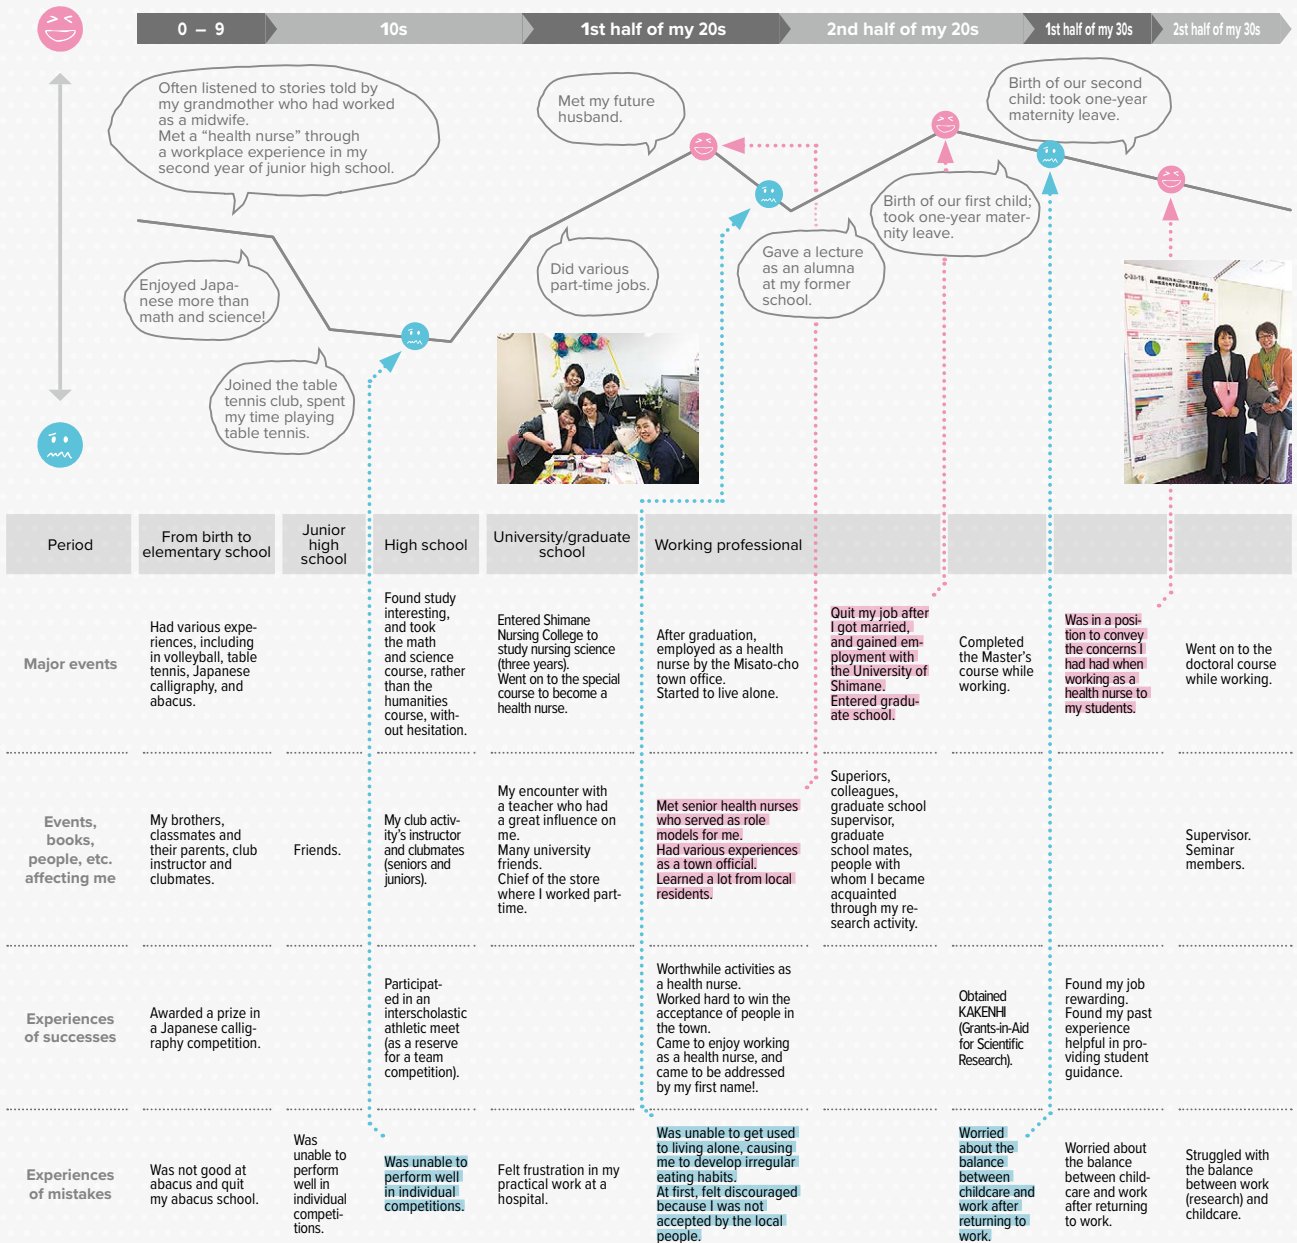 0 – 9
10s
1st half of my 20s
2nd half of my 20s
1st half of my 30s
2st half of my 30s
Often listened to stories told by
my grandmother who had worked
as a midwife.
Met a “health nurse” through
a workplace experience in my
second year of junior high school.
Met my future
husband.
Birth of our second
child: took one-year
maternity leave.
Enjoyed Japa-
nese more than
math and science!
Did various
part-time jobs.
Gave a lecture
as an alumna
at my former
school.
Birth of our first child;
took one-year mater-
nity leave.
Joined the table
tennis club, spent
my time playing
table tennis.
Period
From birth to
elementary school
Junior
high
school
High school
University/graduate
school
Working professional
Major events
Had various expe-
riences, including
in volleyball, table
tennis, Japanese
calligraphy, and
abacus.
Found study
interesting,
and took
the math
and science
course, rather
than the
humanities
course, with-
out hesitation.
Entered Shimane
Nursing College to
study nursing science
(three years).
Went on to the special
course to become a
health nurse.
After graduation,
employed as a health
nurse by the Misato-cho
town office.
Started to live alone.
Quit my job after
I got married,
and gained em-
ployment with
the University of
Shimane.
Entered gradu-
ate school.
Completed
the Master’s
course while
working.
Was in a posi-
tion to convey
the concerns I
had had when
working as a
health nurse to
my students.
Went on to the
doctoral course
while working.
Events,
books,
people, etc.
affecting me
My brothers,
classmates and
their parents, club
instructor and
clubmates.
Friends.
My club activ-
ity’s instructor
and clubmates
(seniors and
juniors).
My encounter with
a teacher who had
a great influence on
me.
Many university
friends.
Chief of the store
where I worked part-
time.
Met senior health nurses
who served as role
models for me.
Had various experiences
as a town official.
Learned a lot from local
residents.
Superiors,
colleagues,
graduate school
supervisor,
graduate
school mates,
people with
whom I became
acquainted
through my re-
search activity.
Supervisor.
Seminar
members.
Experiences
of successes
Awarded a prize in
a Japanese callig-
raphy competition.
Participat-
ed in an
interscholastic
athletic meet
(as a reserve
for a team
competition).
Worthwhile activities as
a health nurse.
Worked hard to win the
acceptance of people in
the town.
Came to enjoy working
as a health nurse, and
came to be addressed
by my first name!.
Obtained
KAKENHI
(Grants-in-Aid
for Scientific
Research).
Found my job
rewarding.
Found my past
experience
helpful in pro-
viding student
guidance.
Experiences
of mistakes
Was not good at
abacus and quit
my abacus school.
Was
unable to
perform
well in
individual
competi-
tions.
Was unable to
perform well
in individual
competitions.
Felt frustration in my
practical work at a
hospital.
Was unable to get used
to living alone, causing
me to develop irregular
eating habits.
At first, felt discouraged
because I was not
accepted by the local
people.
Worried
about the
balance
between
childcare and
work after
returning to
work.
Worried about
the balance
between child-
care and work
after returning
to work.
Struggled with
the balance
between work
(research) and
childcare.